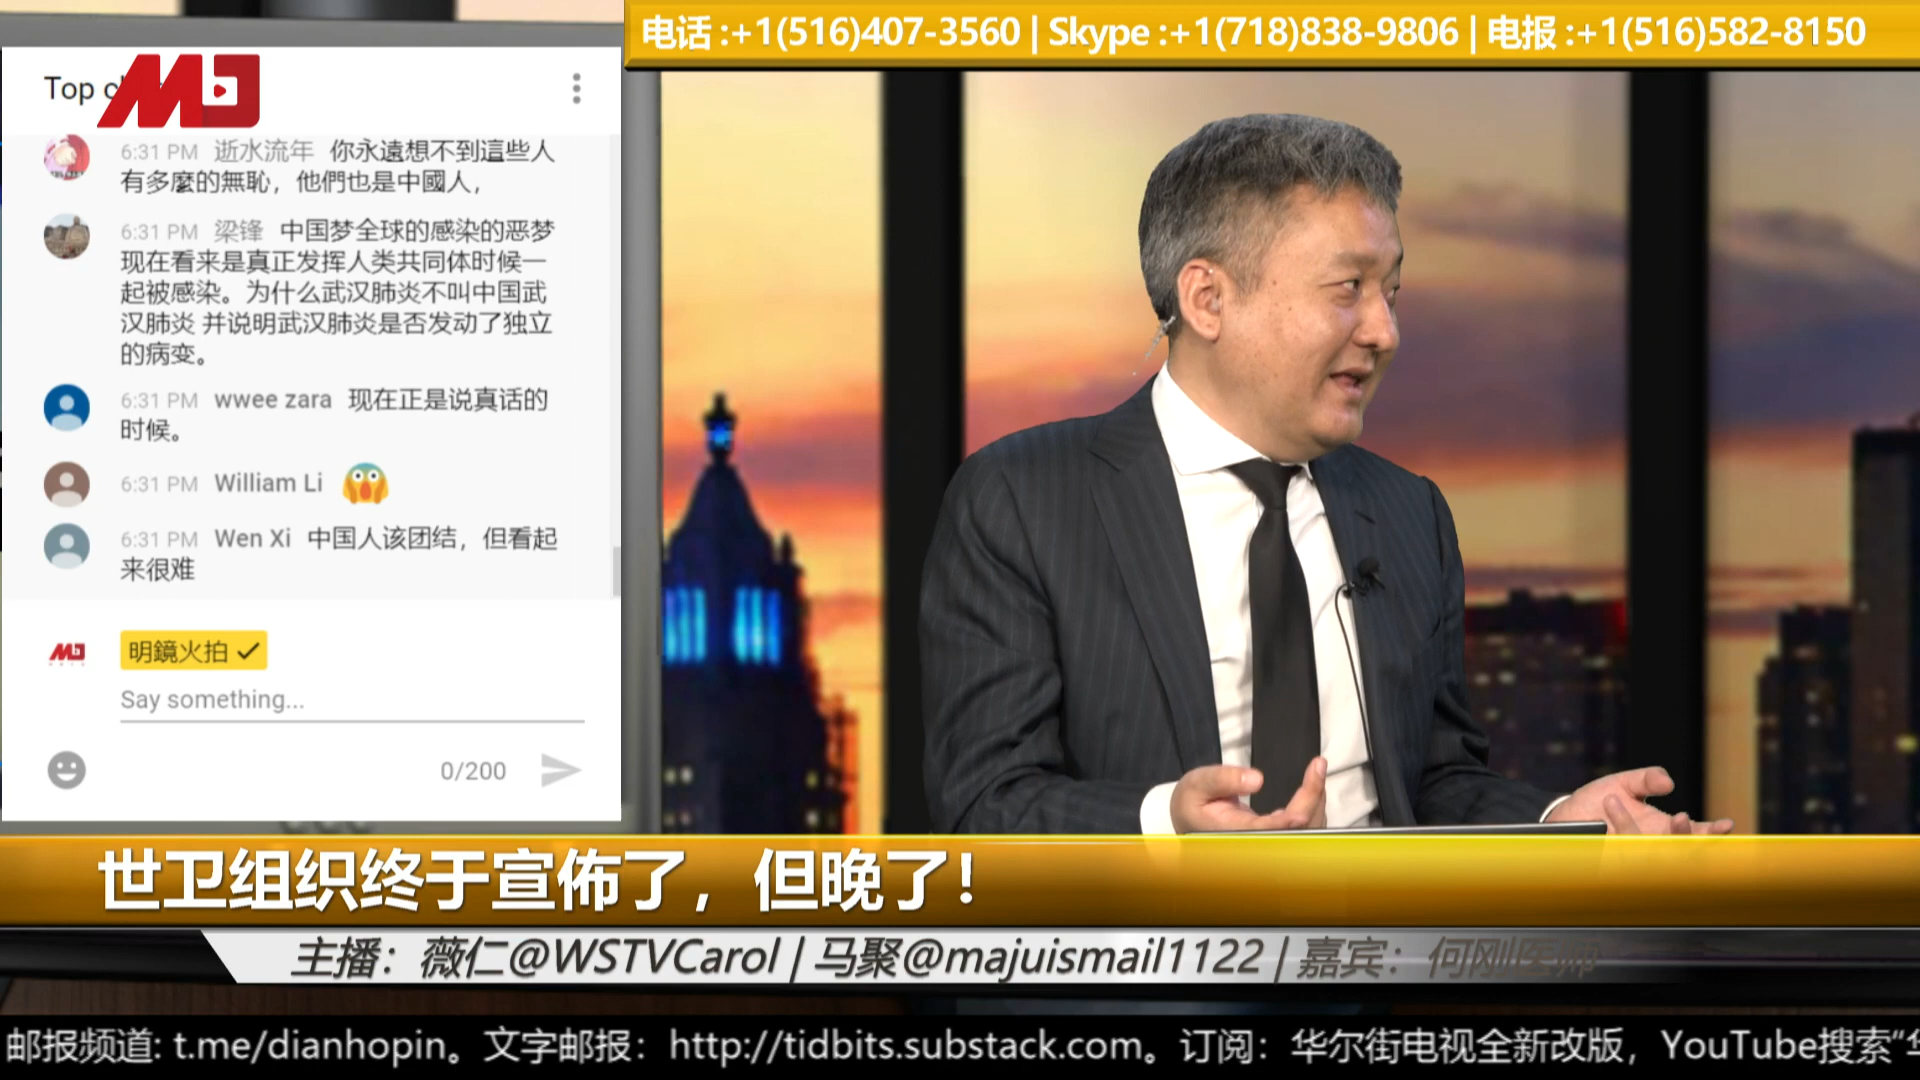 电话 :+1(516)407-3560 | Skype :+1(718)838-9806 | 电报 :+1(516)582-8150
Top
MJ
6:31 PM 逝水流年 你永遠想不到這些人
有多麼的無恥，他們也是中國人，
6:31 PM 梁锋 中国梦全球的感染的恶梦
现在看来是真正发挥人类共同体时候一
起被感染。为什么武汉肺炎不叫中国武
汉肺炎 并说明武汉肺炎是否发动了独立
的病变。
6:31 PM wwee zara 现在正是说真话的
时候。
6:31 PM William Li
6:31 PM Wen Xi 中国人该团结，但看起
来很难
MJ
明鏡火拍
Say something...
0/200
世卫组织终于宣佈了，但晚了！
主播：薇仁@WSTVCarol | 马聚@majuismail1122 | 嘉宾：何刚医师
邮报频道: t.me/dianhopin。文字邮报：http://tidbits.substack.com。订阅：华尔街电视全新改版，YouTube搜索“